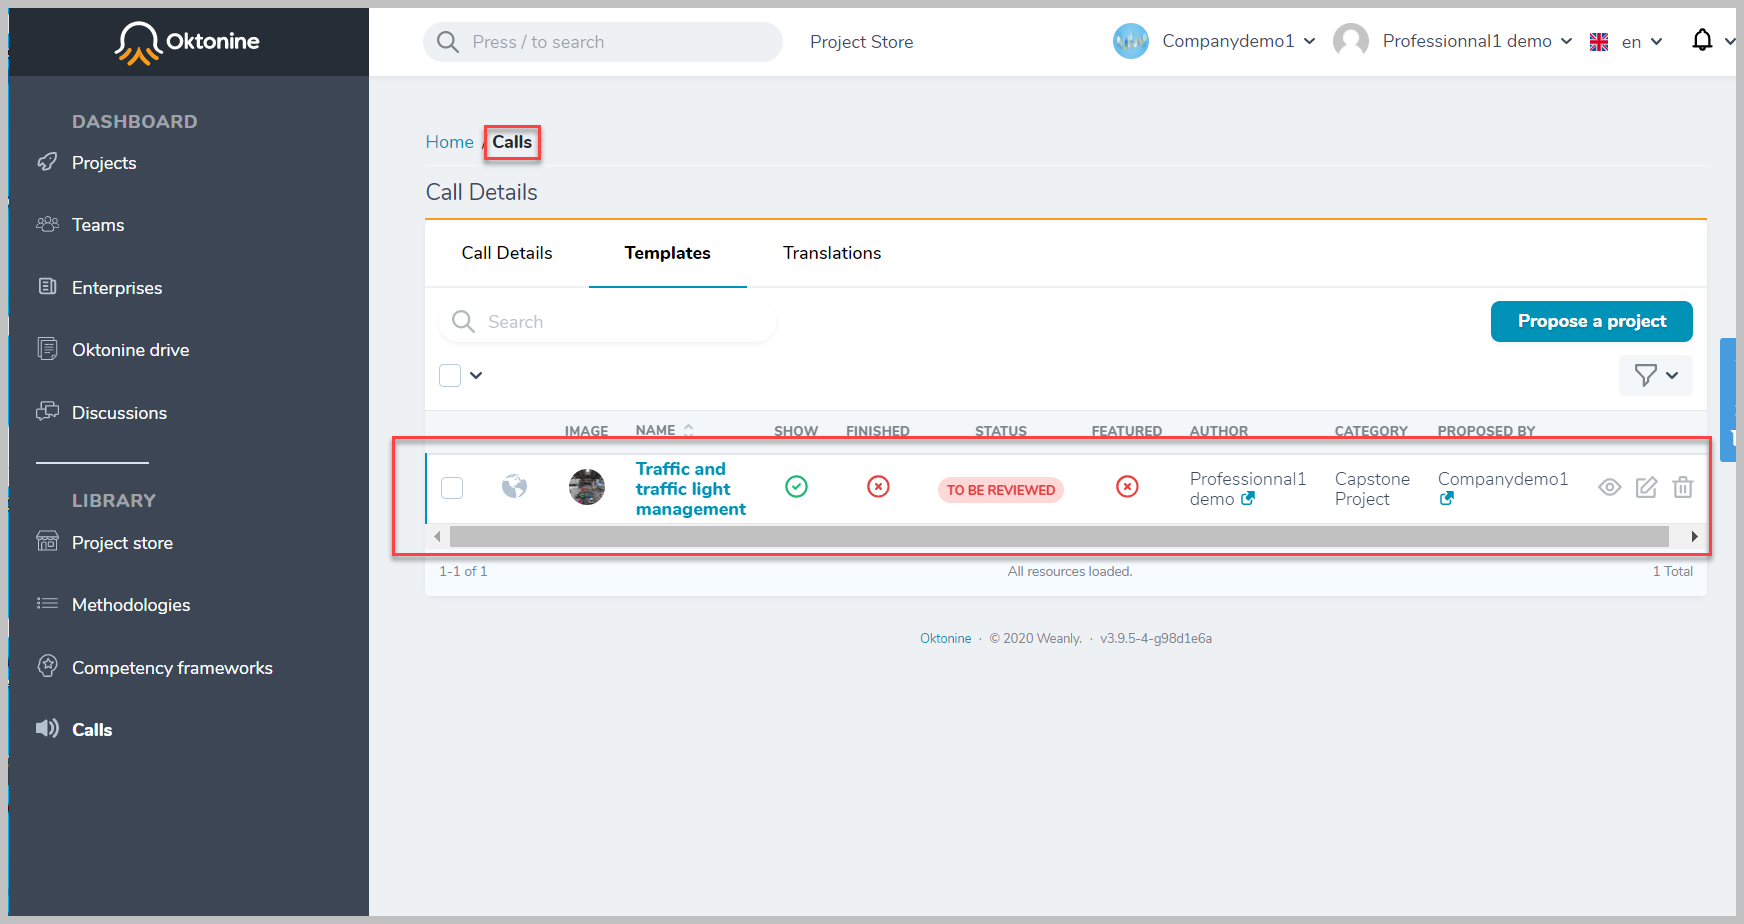 Oktonine
Press / to search
Project Store
Companydemo1
Professionnal1 demo
en
DASHBOARD
Projects
Teams
Enterprises
Oktonine drive
Discussions
LIBRARY
Project store
Methodologies
Competency frameworks
Calls
Home / Calls
Call Details
Call Details Templates Translations
Search
Propose a project
IMAGE NAME SHOW FINISHED STATUS FEATURED AUTHOR CATEGORY PROPOSED BY
Traffic and
traffic light
management
TO BE REVIEWED
Professionnal1
demo
Capstone
Project
Companydemo1
1-1 of 1
All resources loaded.
1 Total
Oktonine · © 2020 Weanly. · v3.9.5-4-g98d1e6a